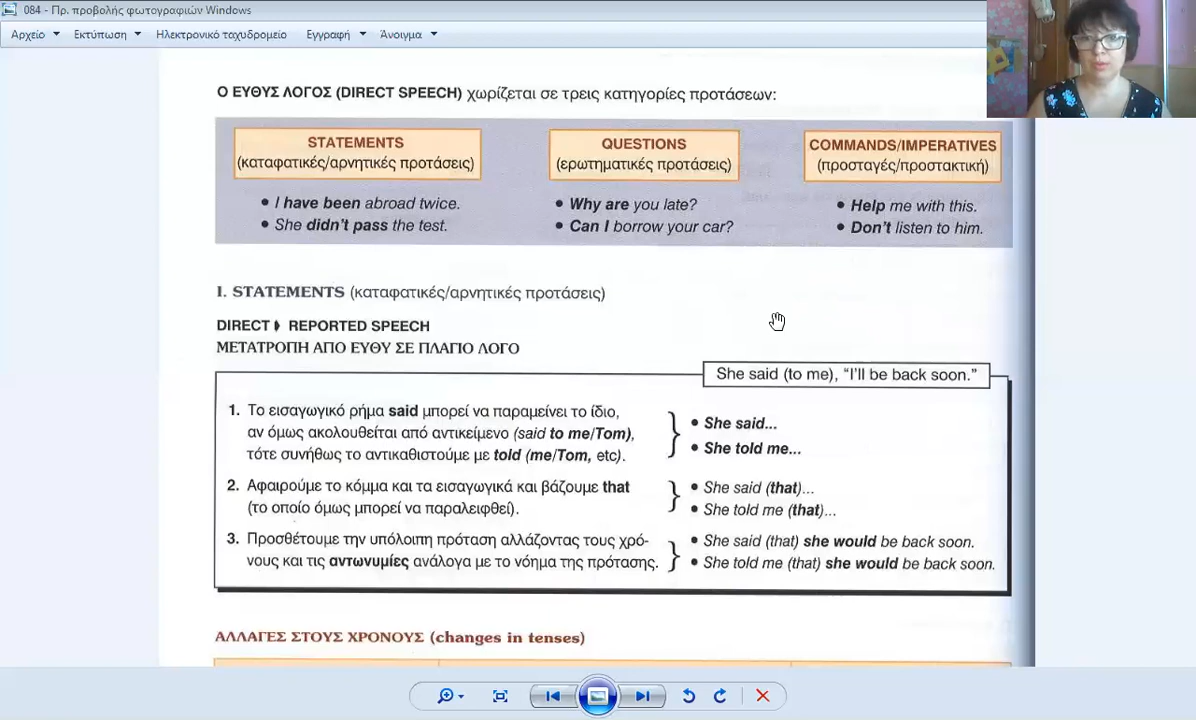 084 - Πρ. προβολής φωτογραφιών Windows
Αρχείο Εκτύπωση Ηλεκτρονικό ταχυδρομείο Εγγραφή Άνοιγμα
Ο ΕΥΘΥΣ ΛΟΓΟΣ (DIRECT SPEECH) χωρίζεται σε τρεις κατηγορίες προτάσεων:
STATEMENTS
(καταφατικές/αρνητικές προτάσεις)
• I have been abroad twice.
• She didn't pass the test.
QUESTIONS
(ερωτηματικές προτάσεις)
• Why are you late?
• Can I borrow your car?
COMMANDS/IMPERATIVES
(προσταγές/προστακτική)
• Help me with this.
• Don't listen to him.
I. STATEMENTS (καταφατικές/αρνητικές προτάσεις)
DIRECT REPORTED SPEECH
ΜΕΤΑΤΡΟΠΗ ΑΠΟ ΕΥΘΥ ΣΕ ΠΛΑΓΙΟ ΛΟΓΟ
She said (to me), “I'll be back soon.”
1. Το εισαγωγικό ρήμα said μπορεί να παραμείνει το ίδιο,
αν όμως ακολουθείται από αντικείμενο (said to me/Tom),
τότε συνήθως το αντικαθιστούμε με told (me/Tom, etc).
• She said...
• She told me...
2. Αφαιρούμε το κόμμα και τα εισαγωγικά και βάζουμε that
(το οποίο όμως μπορεί να παραλειφθεί).
• She said (that)...
• She told me (that)...
3. Προσθέτουμε την υπόλοιπη πρόταση αλλάζοντας τους χρό-
νους και τις αντωνυμίες ανάλογα με το νόημα της πρότασης.
• She said (that) she would be back soon.
• She told me (that) she would be back soon.
ΑΛΛΑΓΕΣ ΣΤΟΥΣ ΧΡΟΝΟΥΣ (changes in tenses)